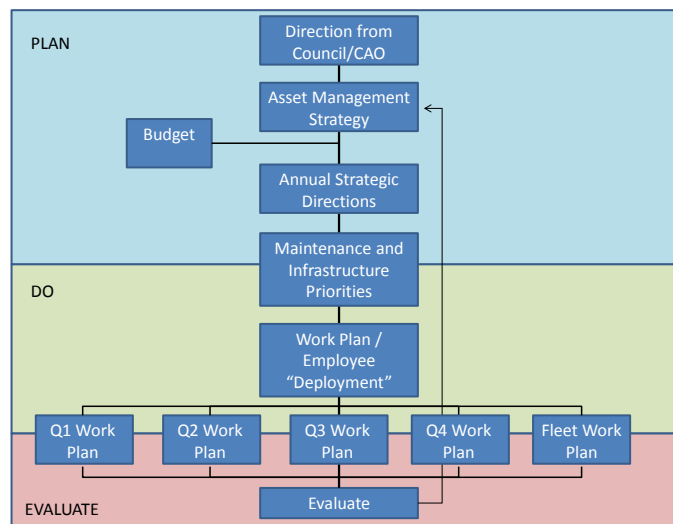 PLAN
Direction from
Council/CAO
Asset Management
Strategy
Budget
Annual Strategic
Directions
Maintenance and
Infrastructure
Priorities
DO
Work Plan /
Employee
“Deployment”
Q1 Work
Plan
Q2 Work
Plan
Q3 Work
Plan
Q4 Work
Plan
Fleet Work
Plan
Evaluate
EVALUATE